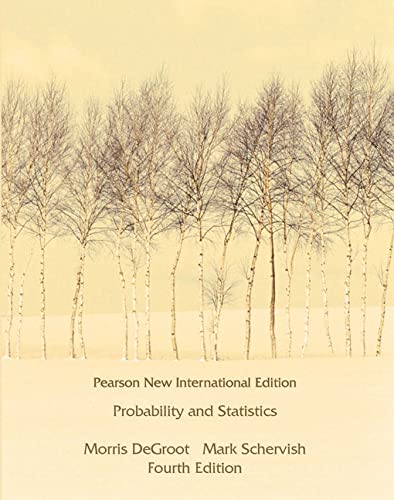 Pearson New International Edition
Probability and Statistics
Morris DeGroot   Mark Schervish
Fourth Edition